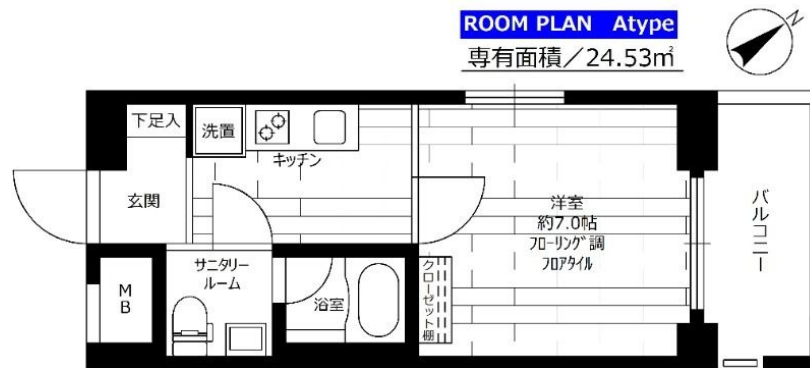 ROOM PLAN Atype
専有面積／24.53㎡
N
下足入
洗置
キッチン
玄関
洋室
約7.0帖
フローリング調
フロアタイル
バルコニー
サニタリー
ルーム
浴室
クローゼット棚
MB